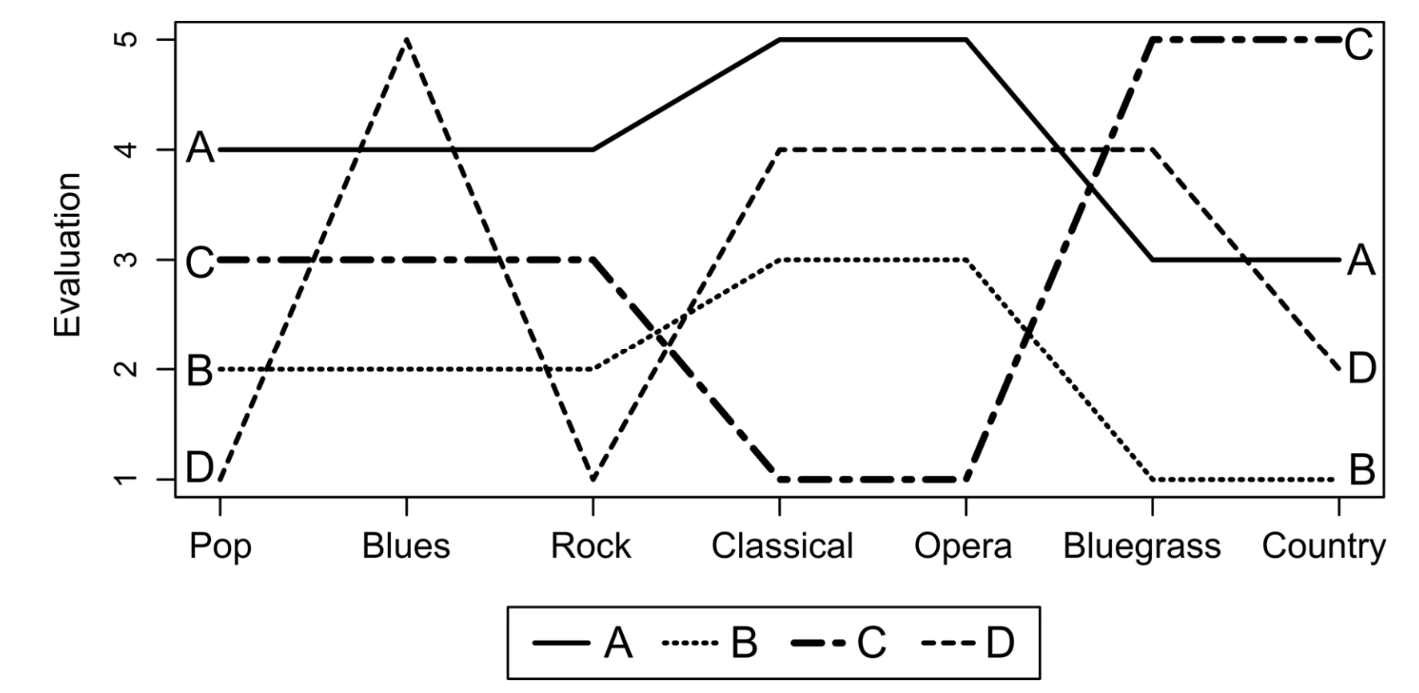 Evaluation
5
4
3
2
1
A
C
B
D
C
A
D
B
Pop Blues Rock Classical Opera Bluegrass Country
A B C D